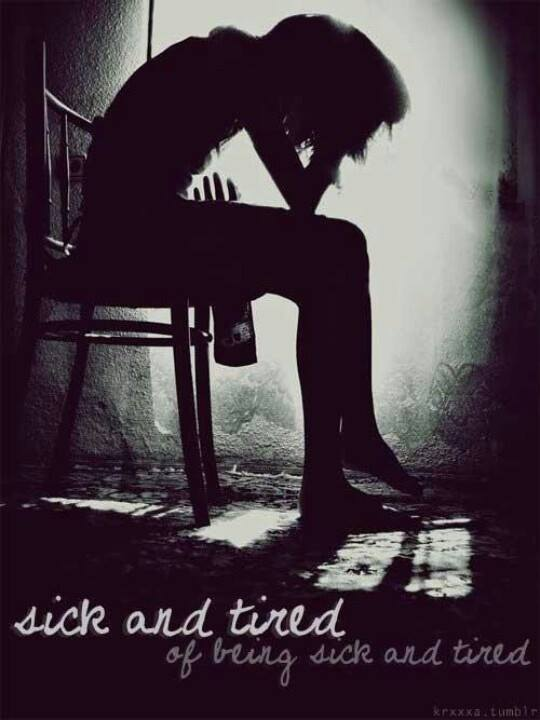 sick and tired
of being sick and tired
krxxxa.tumblr